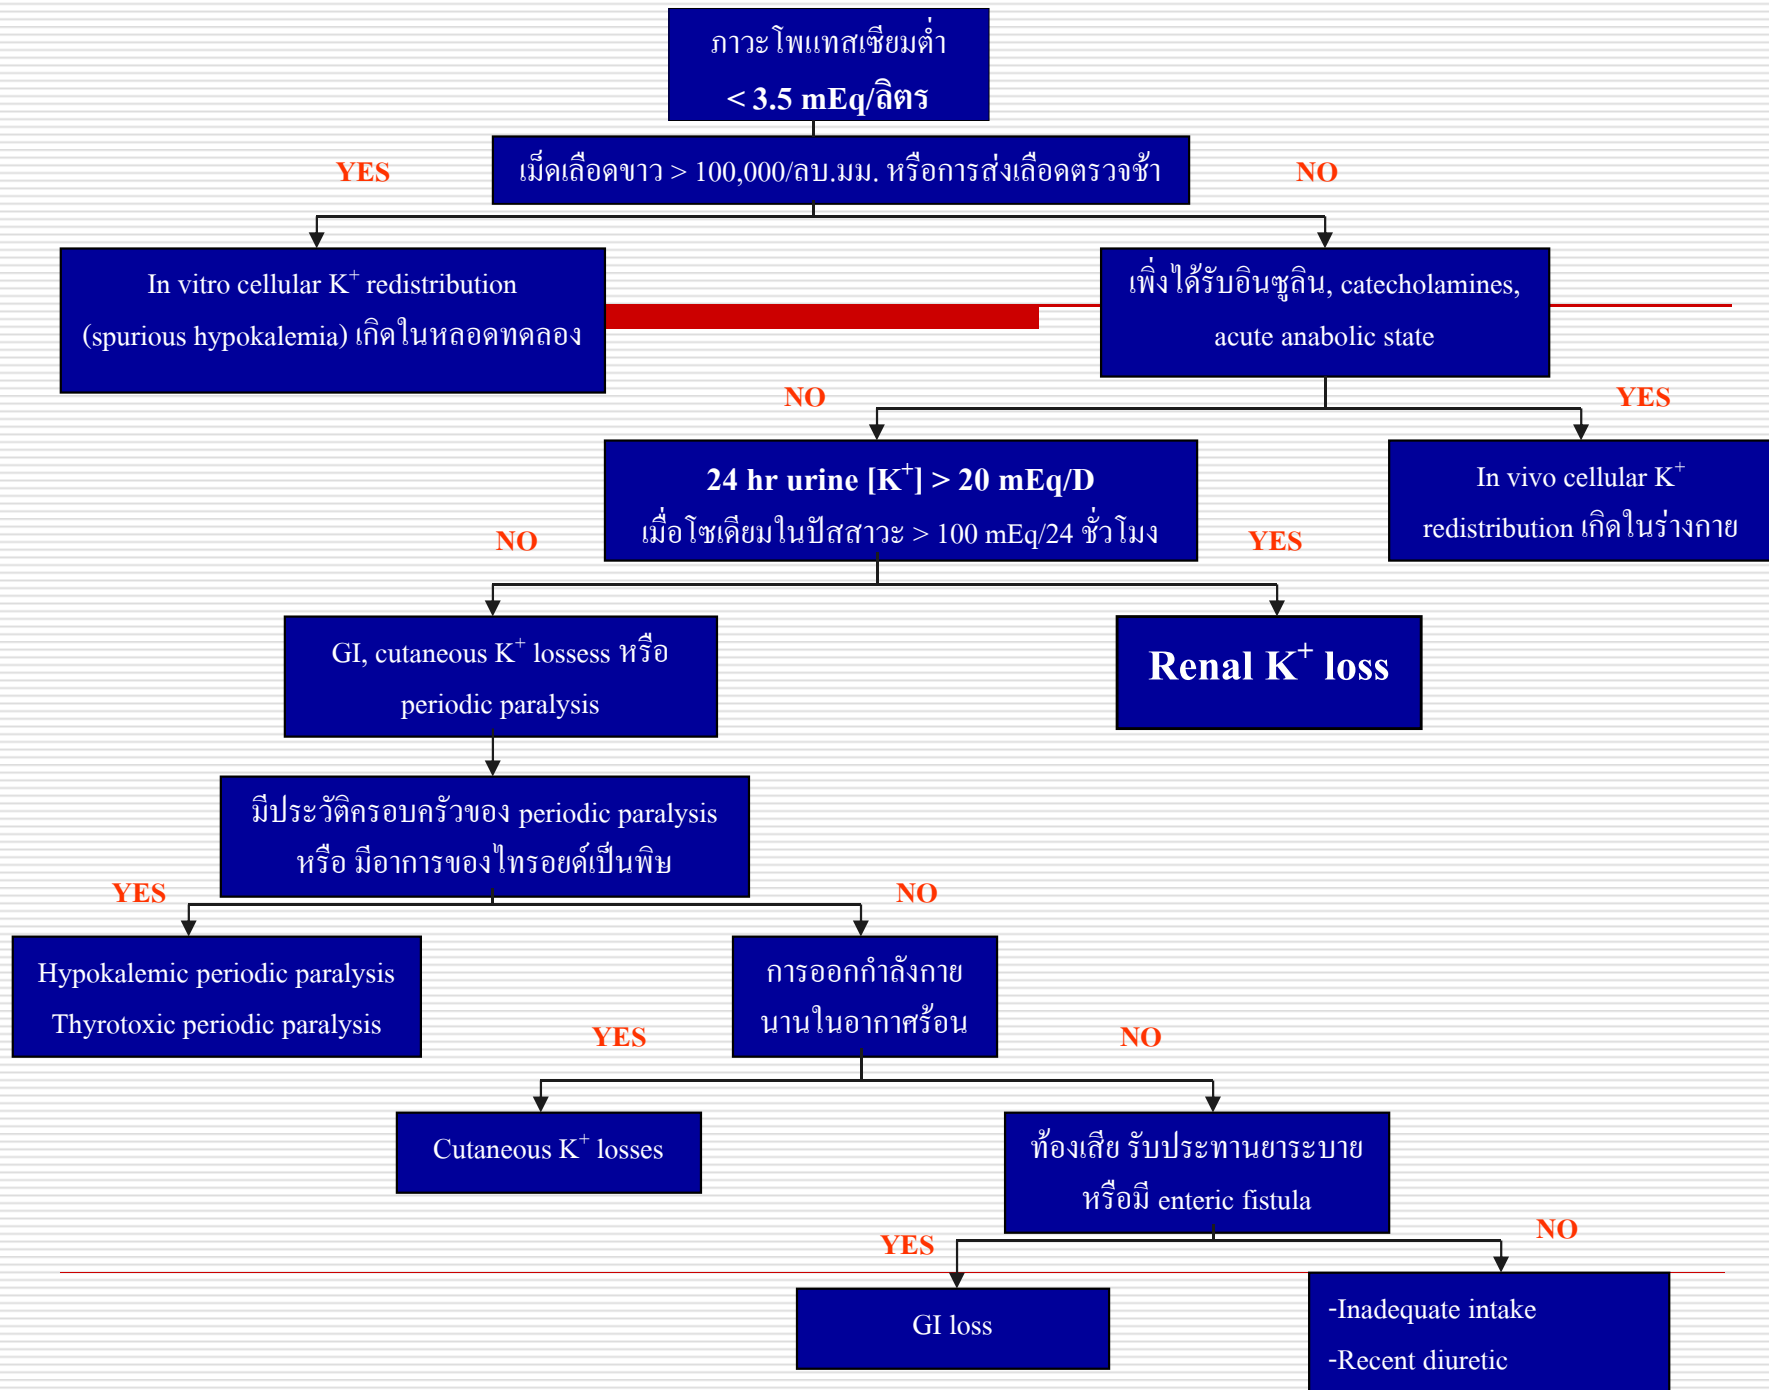 ภาวะโพแทสเซียมต่ำ
< 3.5 mEq/ลิตร
YES
เม็ดเลือดขาว > 100,000/ลบ.มม. หรือการส่งเลือดตรวจช้า
NO
In vitro cellular K+ redistribution
(spurious hypokalemia) เกิดในหลอดทดลอง
เพิ่งได้รับอินซูลิน, catecholamines,
acute anabolic state
NO
YES
24 hr urine [K+] > 20 mEq/D
เมื่อโซเดียมในปัสสาวะ > 100 mEq/24 ชั่วโมง
In vivo cellular K+
redistribution เกิดในร่างกาย
NO
YES
GI, cutaneous K+ lossess หรือ
periodic paralysis
Renal K+ loss
มีประวัติครอบครัวของ periodic paralysis
หรือ มีอาการของไทรอยด์เป็นพิษ
YES
NO
Hypokalemic periodic paralysis
Thyrotoxic periodic paralysis
การออกกำลังกาย
นานในอากาศร้อน
YES
NO
Cutaneous K+ losses
ท้องเสีย รับประทานยาระบาย
หรือมี enteric fistula
YES
NO
GI loss
-Inadequate intake
-Recent diuretic